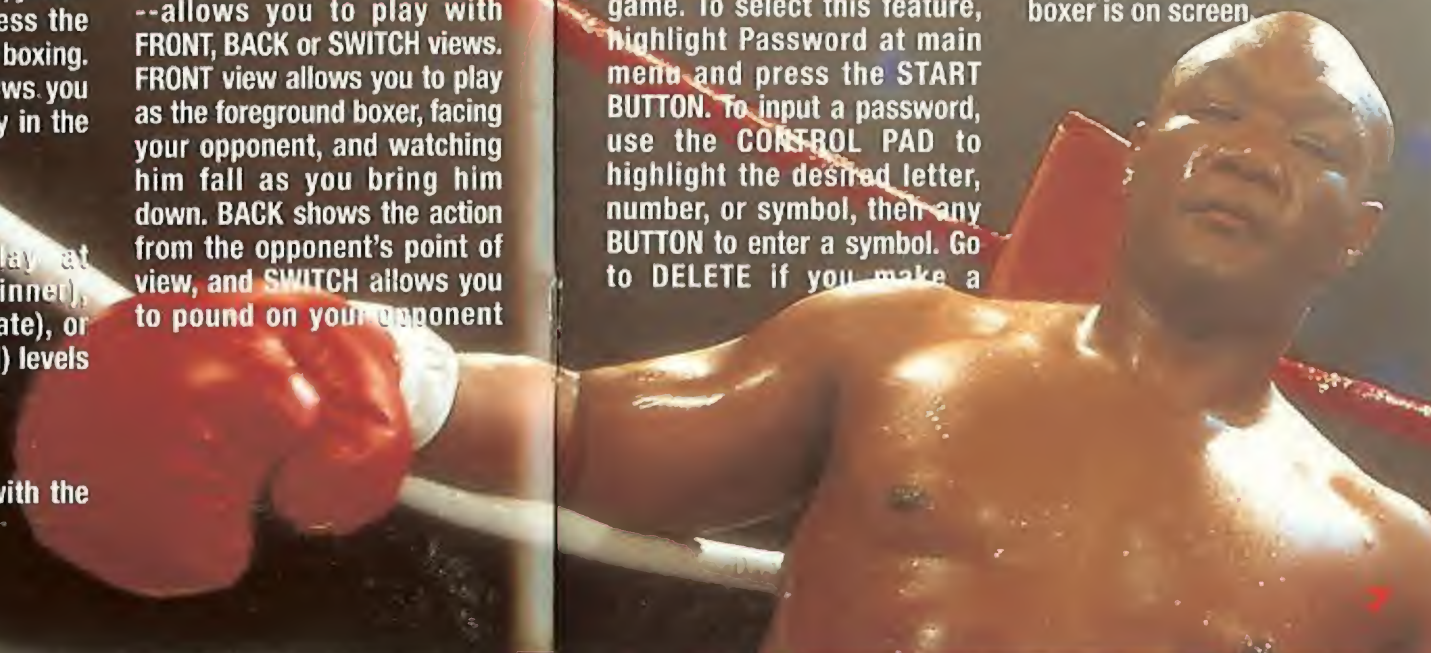 ess the
boxing.
ws you
y in the
lay at
inner),
ate), or
) levels
with the
--allows you to play with
FRONT, BACK or SWITCH views.
FRONT view allows you to play
as the foreground boxer, facing
your opponent, and watching
him fall as you bring him
down. BACK shows the action
from the opponent's point of
view, and SWITCH allows you
to pound on your opponent
game. To select this feature,
highlight Password at main
menu and press the START
BUTTON. To input a password,
use the CONTROL PAD to
highlight the desired letter,
number, or symbol, then any
BUTTON to enter a symbol. Go
to DELETE if you make a
boxer is on screen.
7